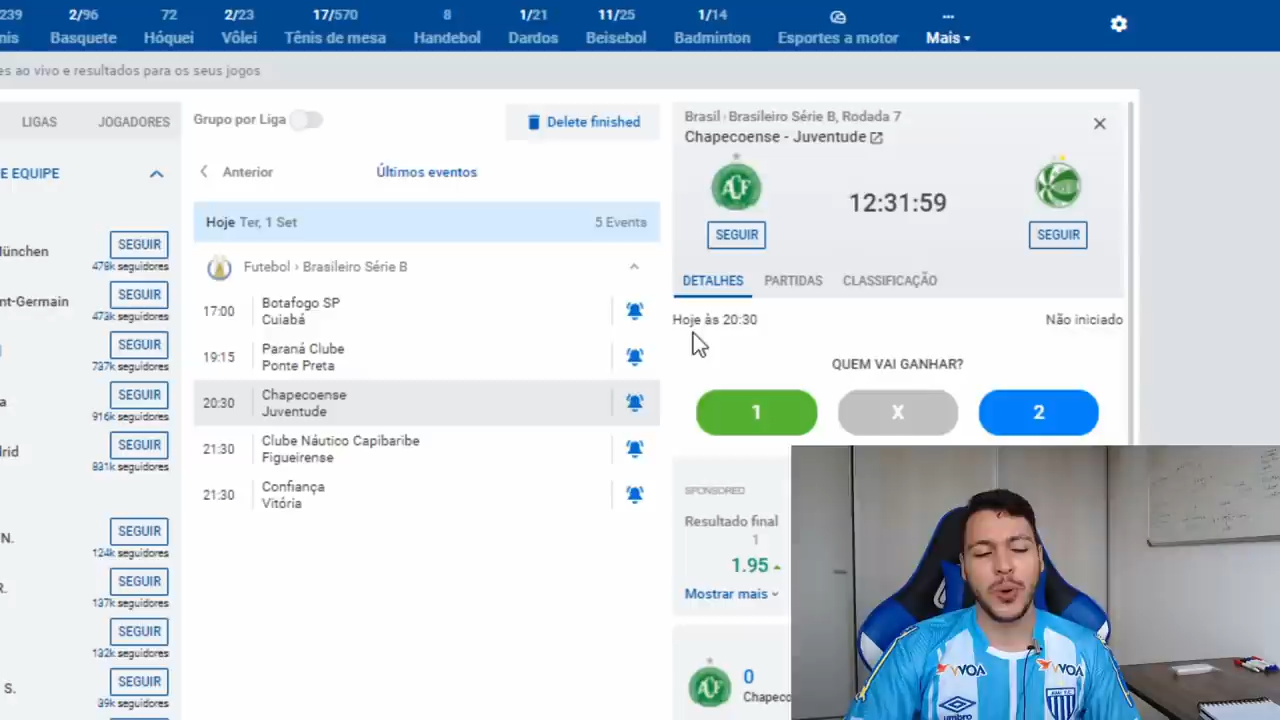 239
nis
2/96
Basquete
72
Hóquei
2/23
Vôlei
17/570
Tênis de mesa
8
Handebol
1/21
Dardos
11/25
Beisebol
1/14
Badminton
Esportes a motor
...
Mais
es ao vivo e resultados para os seus jogos
LIGAS
JOGADORES
E EQUIPE
München
SEGUIR
478k seguidores
nt-Germain
SEGUIR
473k seguidores
SEGUIR
737k seguidores
a
SEGUIR
916k seguidores
drid
SEGUIR
831k seguidores
N.
SEGUIR
124k seguidores
R.
SEGUIR
137k seguidores
SEGUIR
132k seguidores
S.
SEGUIR
39k seguidores
Grupo por Liga
Delete finished
Anterior
Últimos eventos
Hoje Ter, 1 Set
5 Events
Futebol › Brasileiro Série B
17:00
Botafogo SP
Cuiabá
19:15
Paraná Clube
Ponte Preta
20:30
Chapecoense
Juventude
21:30
Clube Náutico Capibaribe
Figueirense
21:30
Confiança
Vitória
Brasil › Brasileiro Série B, Rodada 7
Chapecoense - Juventude
ACF
12:31:59
SEGUIR
SEGUIR
DETALHES
PARTIDAS
CLASSIFICAÇÃO
Hoje às 20:30
Não iniciado
QUEM VAI GANHAR?
1
X
2
SPONSORED
Resultado final
1
1.95
Mostrar mais
ACF
0
Chapeco
umbro